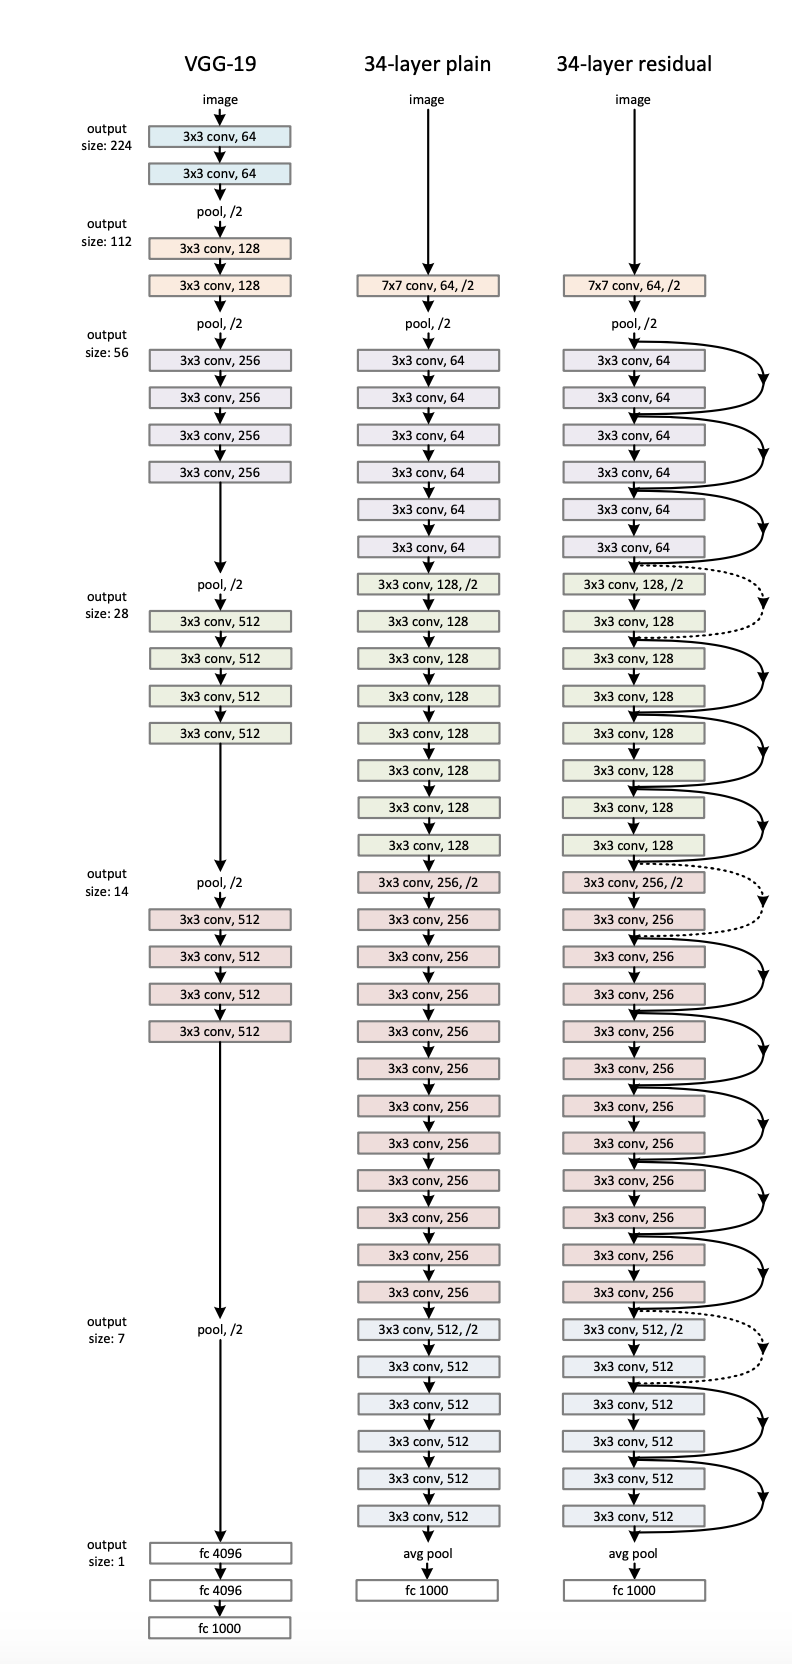 output
size: 224
output
size: 112
output
size: 56
output
size: 28
output
size: 14
output
size: 7
output
size: 1
VGG-19
image
3x3 conv, 64
3x3 conv, 64
pool, /2
3x3 conv, 128
3x3 conv, 128
pool, /2
3x3 conv, 256
3x3 conv, 256
3x3 conv, 256
3x3 conv, 256
pool, /2
3x3 conv, 512
3x3 conv, 512
3x3 conv, 512
3x3 conv, 512
pool, /2
3x3 conv, 512
3x3 conv, 512
3x3 conv, 512
3x3 conv, 512
pool, /2
fc 4096
fc 4096
fc 1000
34-layer plain
image
7x7 conv, 64, /2
pool, /2
3x3 conv, 64
3x3 conv, 64
3x3 conv, 64
3x3 conv, 64
3x3 conv, 64
3x3 conv, 64
3x3 conv, 128, /2
3x3 conv, 128
3x3 conv, 128
3x3 conv, 128
3x3 conv, 128
3x3 conv, 128
3x3 conv, 128
3x3 conv, 128
3x3 conv, 256, /2
3x3 conv, 256
3x3 conv, 256
3x3 conv, 256
3x3 conv, 256
3x3 conv, 256
3x3 conv, 256
3x3 conv, 256
3x3 conv, 256
3x3 conv, 256
3x3 conv, 256
3x3 conv, 256
3x3 conv, 512, /2
3x3 conv, 512
3x3 conv, 512
3x3 conv, 512
3x3 conv, 512
3x3 conv, 512
avg pool
fc 1000
34-layer residual
image
7x7 conv, 64, /2
pool, /2
3x3 conv, 64
3x3 conv, 64
3x3 conv, 64
3x3 conv, 64
3x3 conv, 64
3x3 conv, 64
3x3 conv, 128, /2
3x3 conv, 128
3x3 conv, 128
3x3 conv, 128
3x3 conv, 128
3x3 conv, 128
3x3 conv, 128
3x3 conv, 128
3x3 conv, 256, /2
3x3 conv, 256
3x3 conv, 256
3x3 conv, 256
3x3 conv, 256
3x3 conv, 256
3x3 conv, 256
3x3 conv, 256
3x3 conv, 256
3x3 conv, 256
3x3 conv, 256
3x3 conv, 256
3x3 conv, 512, /2
3x3 conv, 512
3x3 conv, 512
3x3 conv, 512
3x3 conv, 512
3x3 conv, 512
avg pool
fc 1000